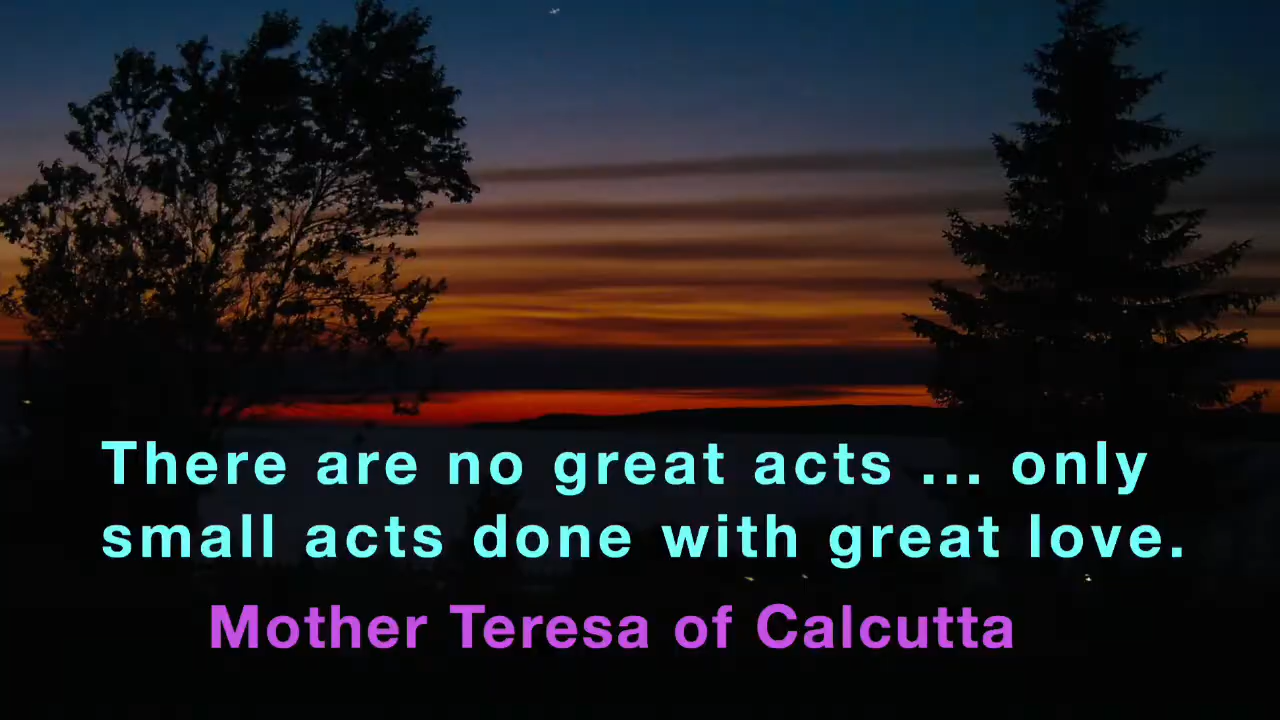 There are no great acts ... only
small acts done with great love.
Mother Teresa of Calcutta